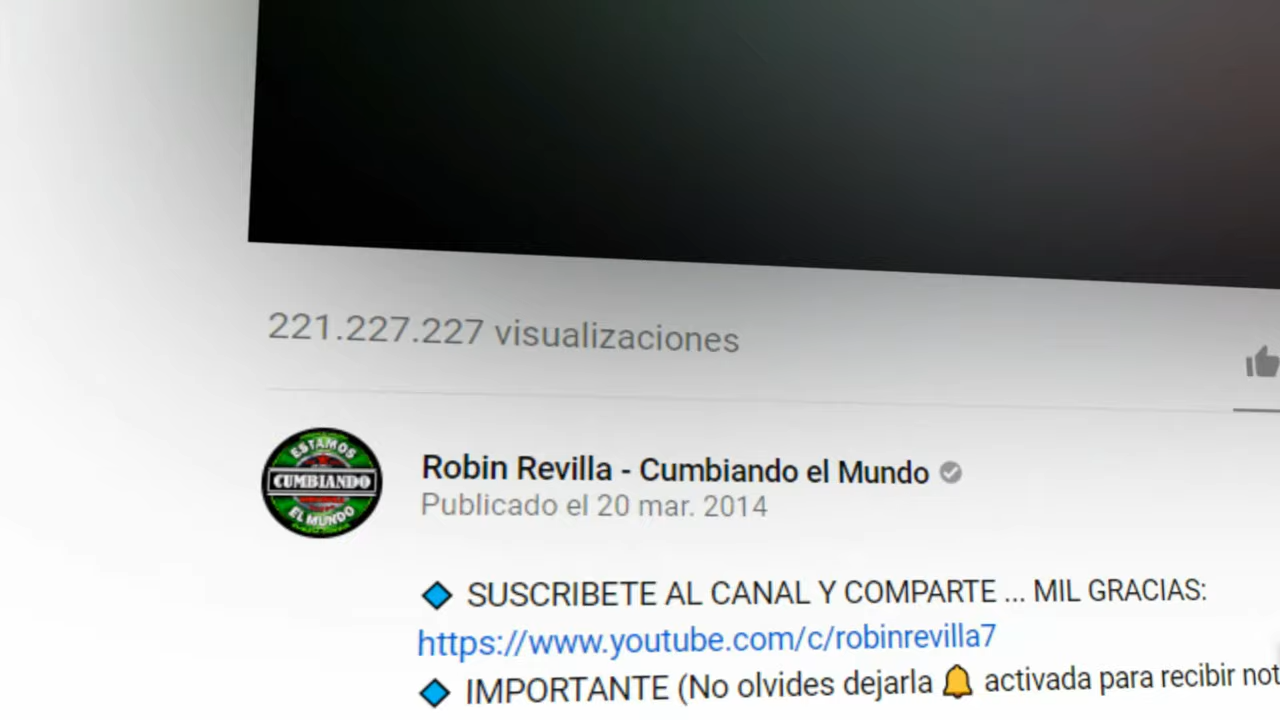 221.227.227 visualizaciones
ESTAMOS
CUMBIANDO
EL MUNDO
Robin Revilla - Cumbiando el Mundo
Publicado el 20 mar. 2014
SUSCRIBETE AL CANAL Y COMPARTE ... MIL GRACIAS:
https://www.youtube.com/c/robinrevilla7
IMPORTANTE (No olvides dejarla 🔔 activada para recibir not